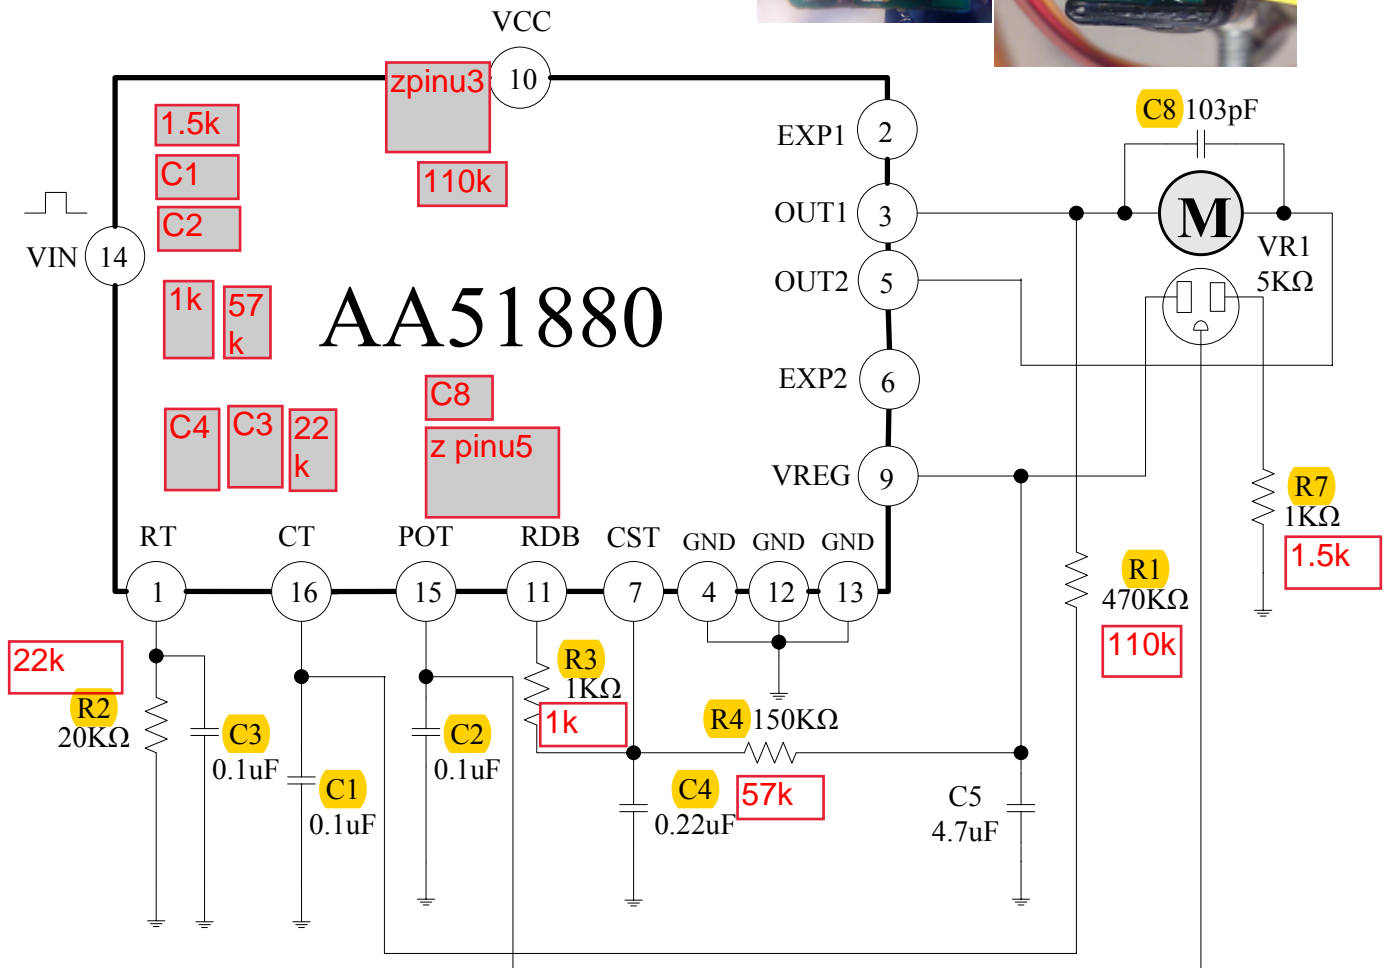 VCC
10
zpinu3
1.5k
C1
C2
110k
1k
57
k
AA51880
C8
C4
C3
22
k
z pinu5
VIN
14
EXP1
2
OUT1
3
OUT2
5
EXP2
6
VREG
9
C8 103pF
M
VR1
5KΩ
R7
1KΩ
1.5k
R1
470KΩ
110k
RT
CT
POT
RDB
CST
GND
GND
GND
1
16
15
11
7
4
12
13
22k
R2
20KΩ
C3
0.1uF
C1
0.1uF
C2
0.1uF
R3
1KΩ
1k
R4 150KΩ
57k
C4
0.22uF
C5
4.7uF